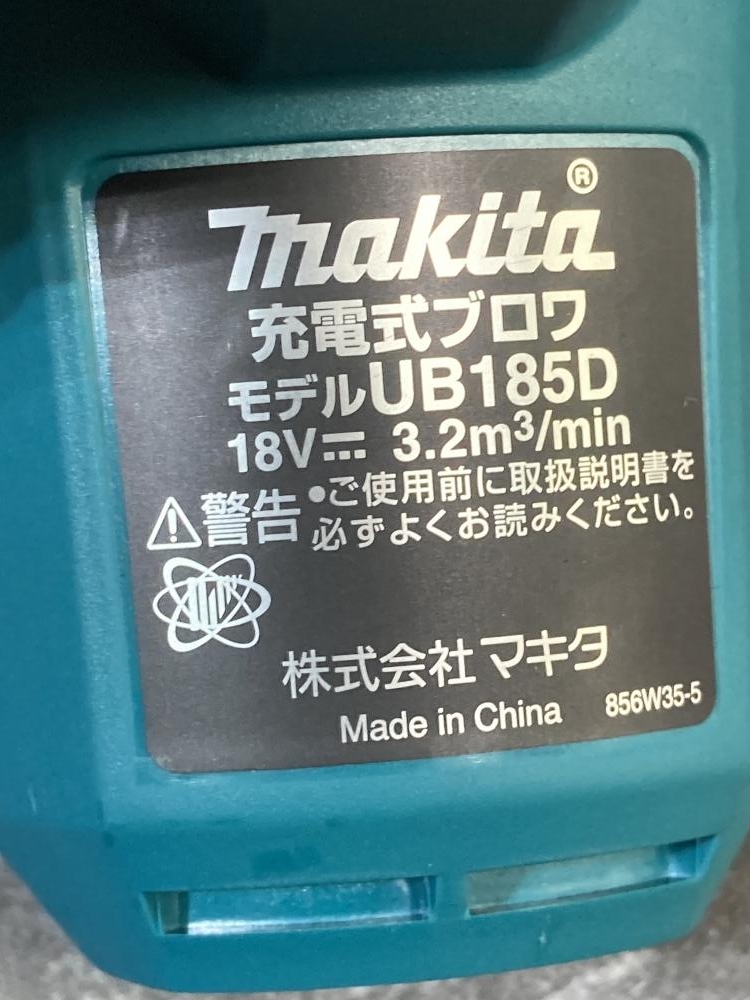 makita®
充電式ブロワ
モデルUB185D
18V⎓ 3.2m³/min
⚠警告 •ご使用前に取扱説明書を
必ずよくお読みください。
株式会社マキタ
Made in China 856W35-5